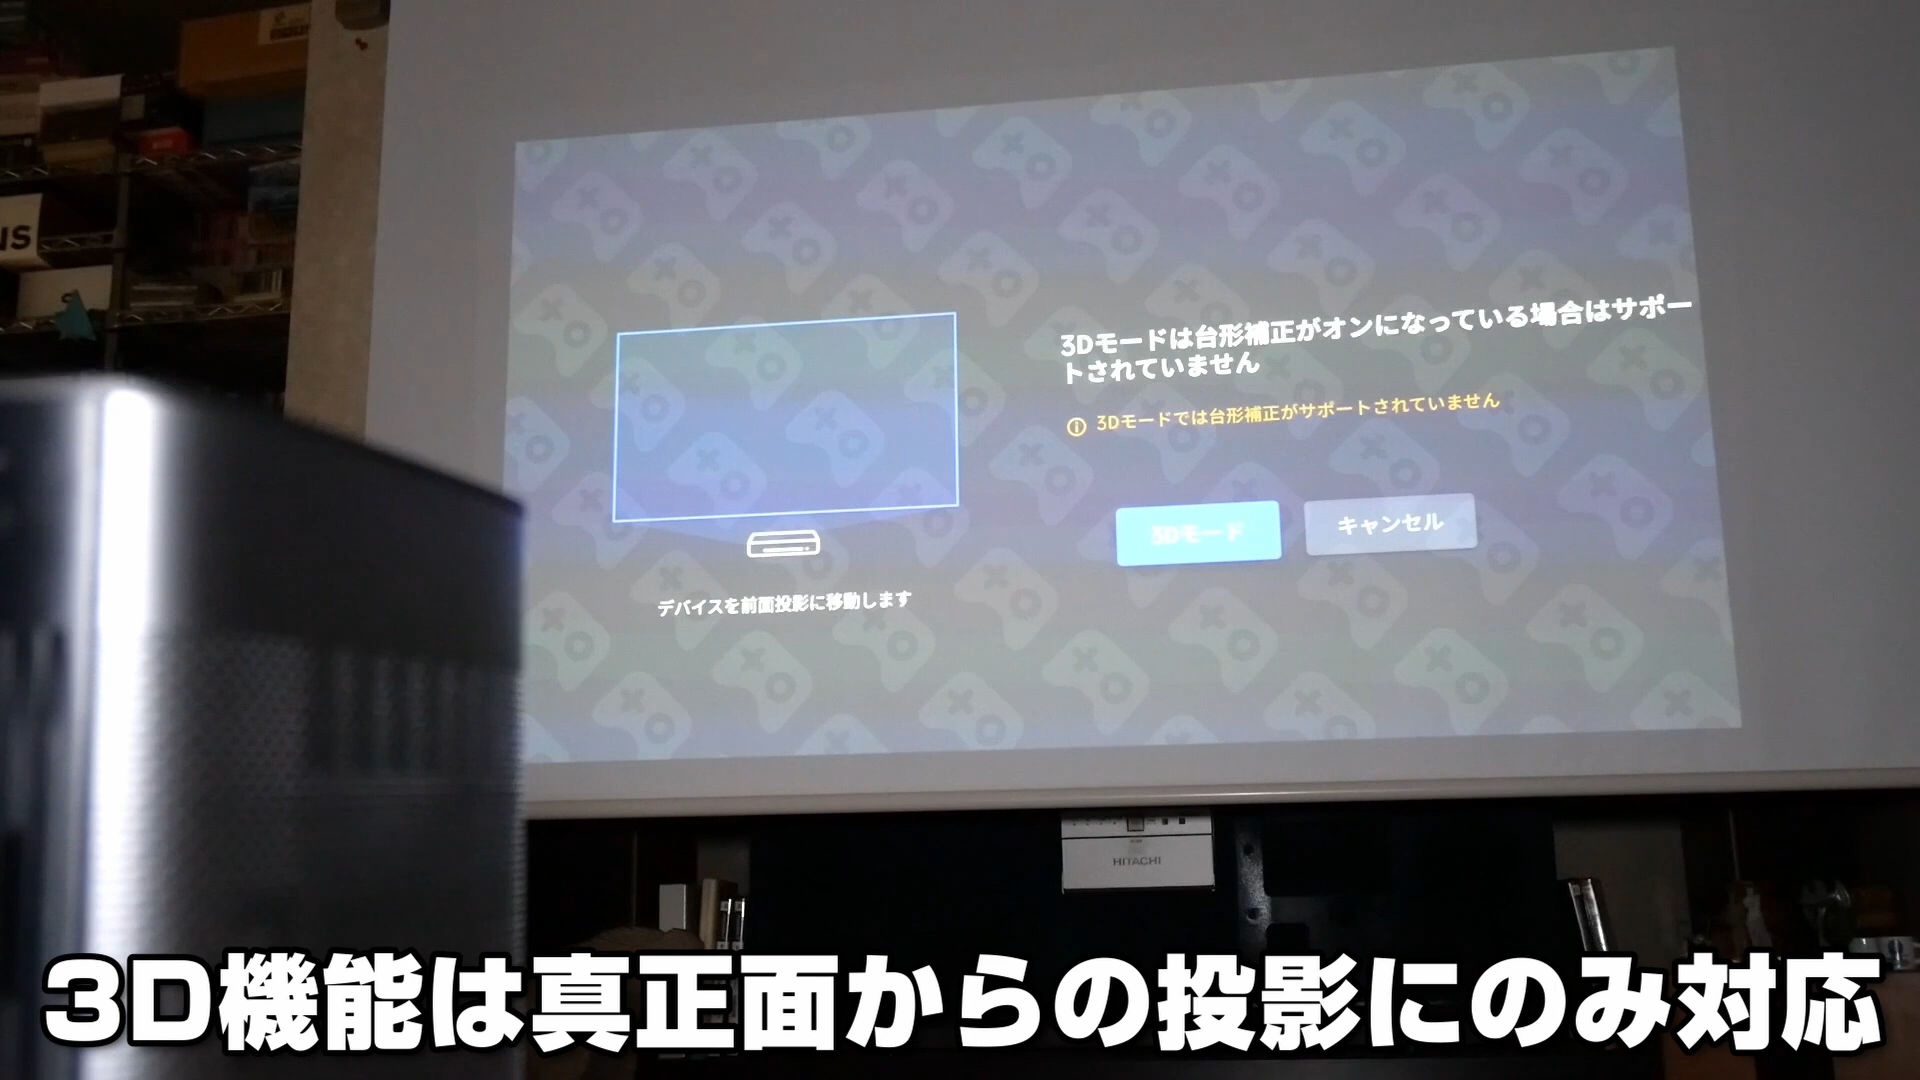 NS
3Dモードは台形補正がオンになっている場合はサポー
トされていません
3Dモードでは台形補正がサポートされていません
3Dモード
キャンセル
デバイスを前面投影に移動します
HITACHI
3D機能は真正面からの投影にのみ対応